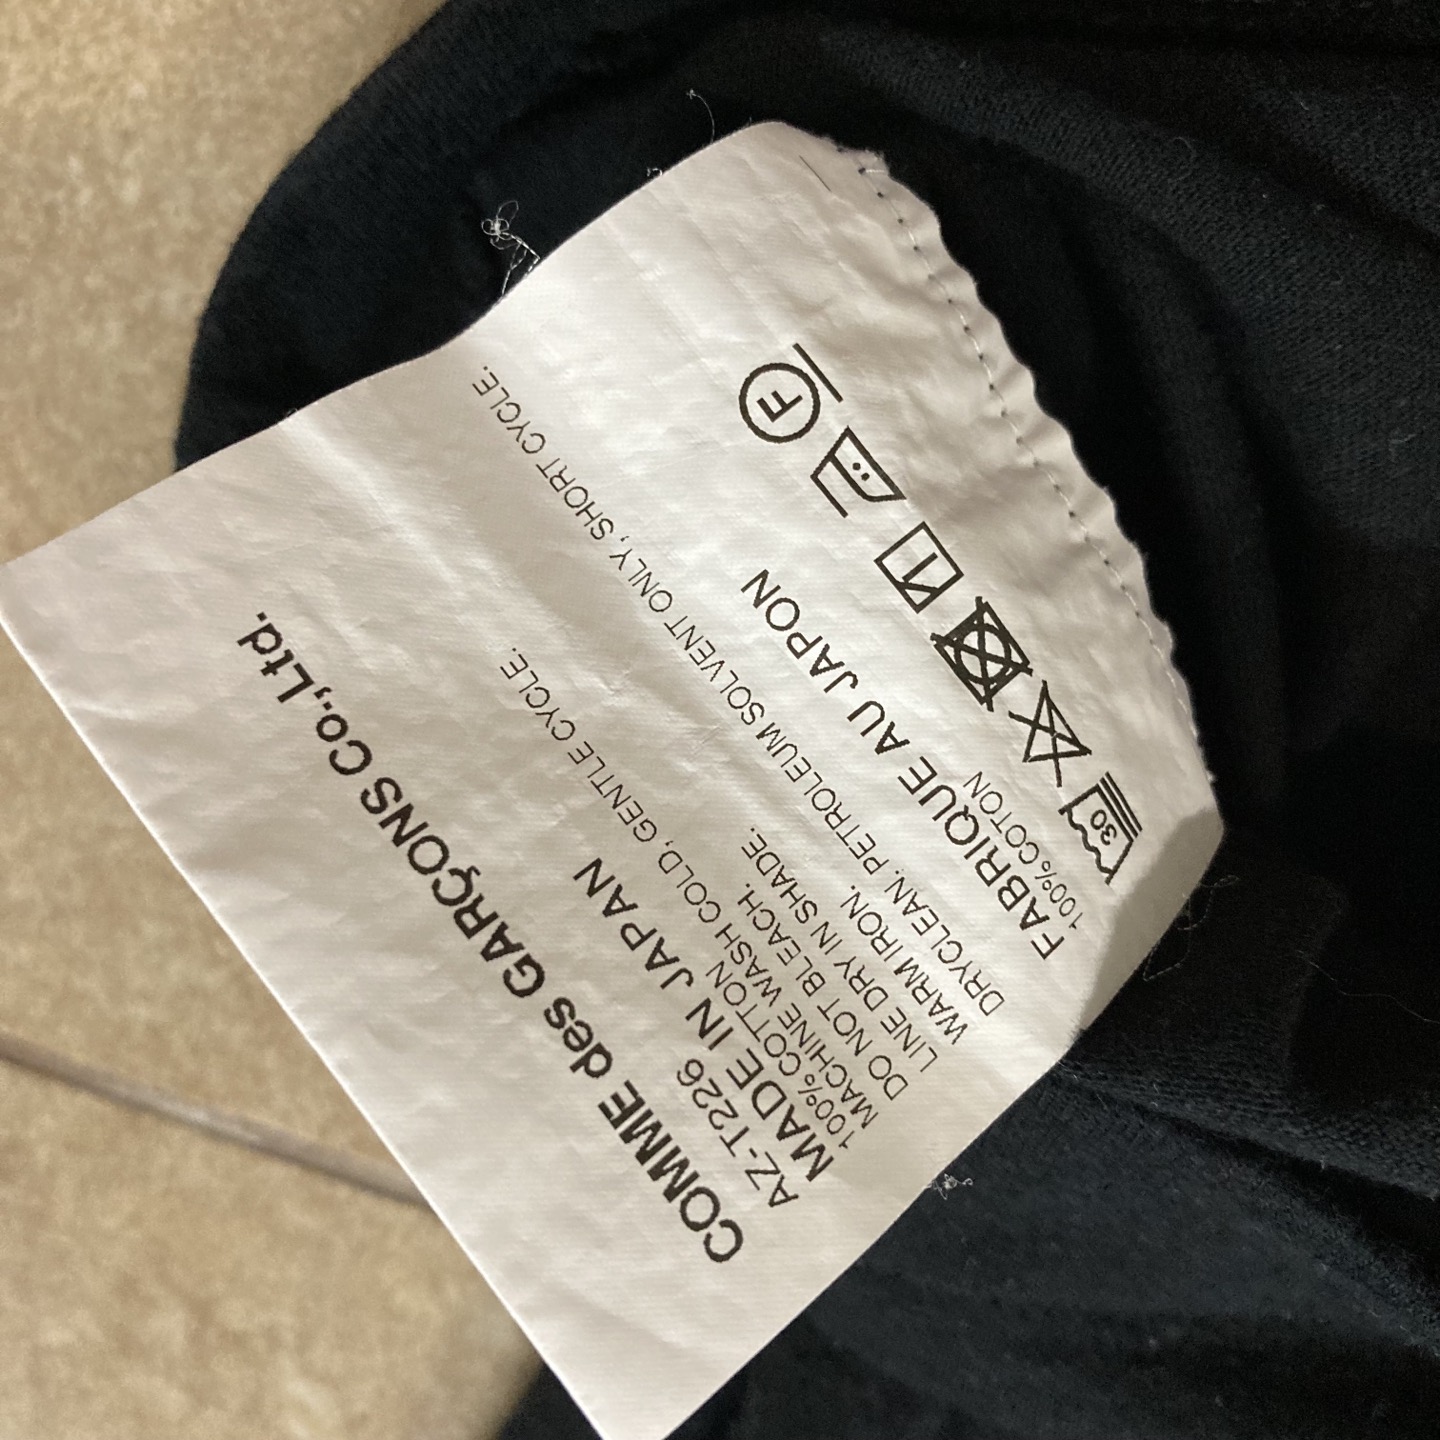 COMME des GARÇONS Co.,Ltd.
AZ-T226
MADE IN JAPAN
100% COTTON
MACHINE WASH COLD, GENTLE CYCLE.
DO NOT BLEACH.
LINE DRY IN SHADE.
WARM IRON.
DRYCLEAN, PETROLEUM SOLVENT ONLY, SHORT CYCLE.
FABRIQUE AU JAPON
100% COTON
30
F